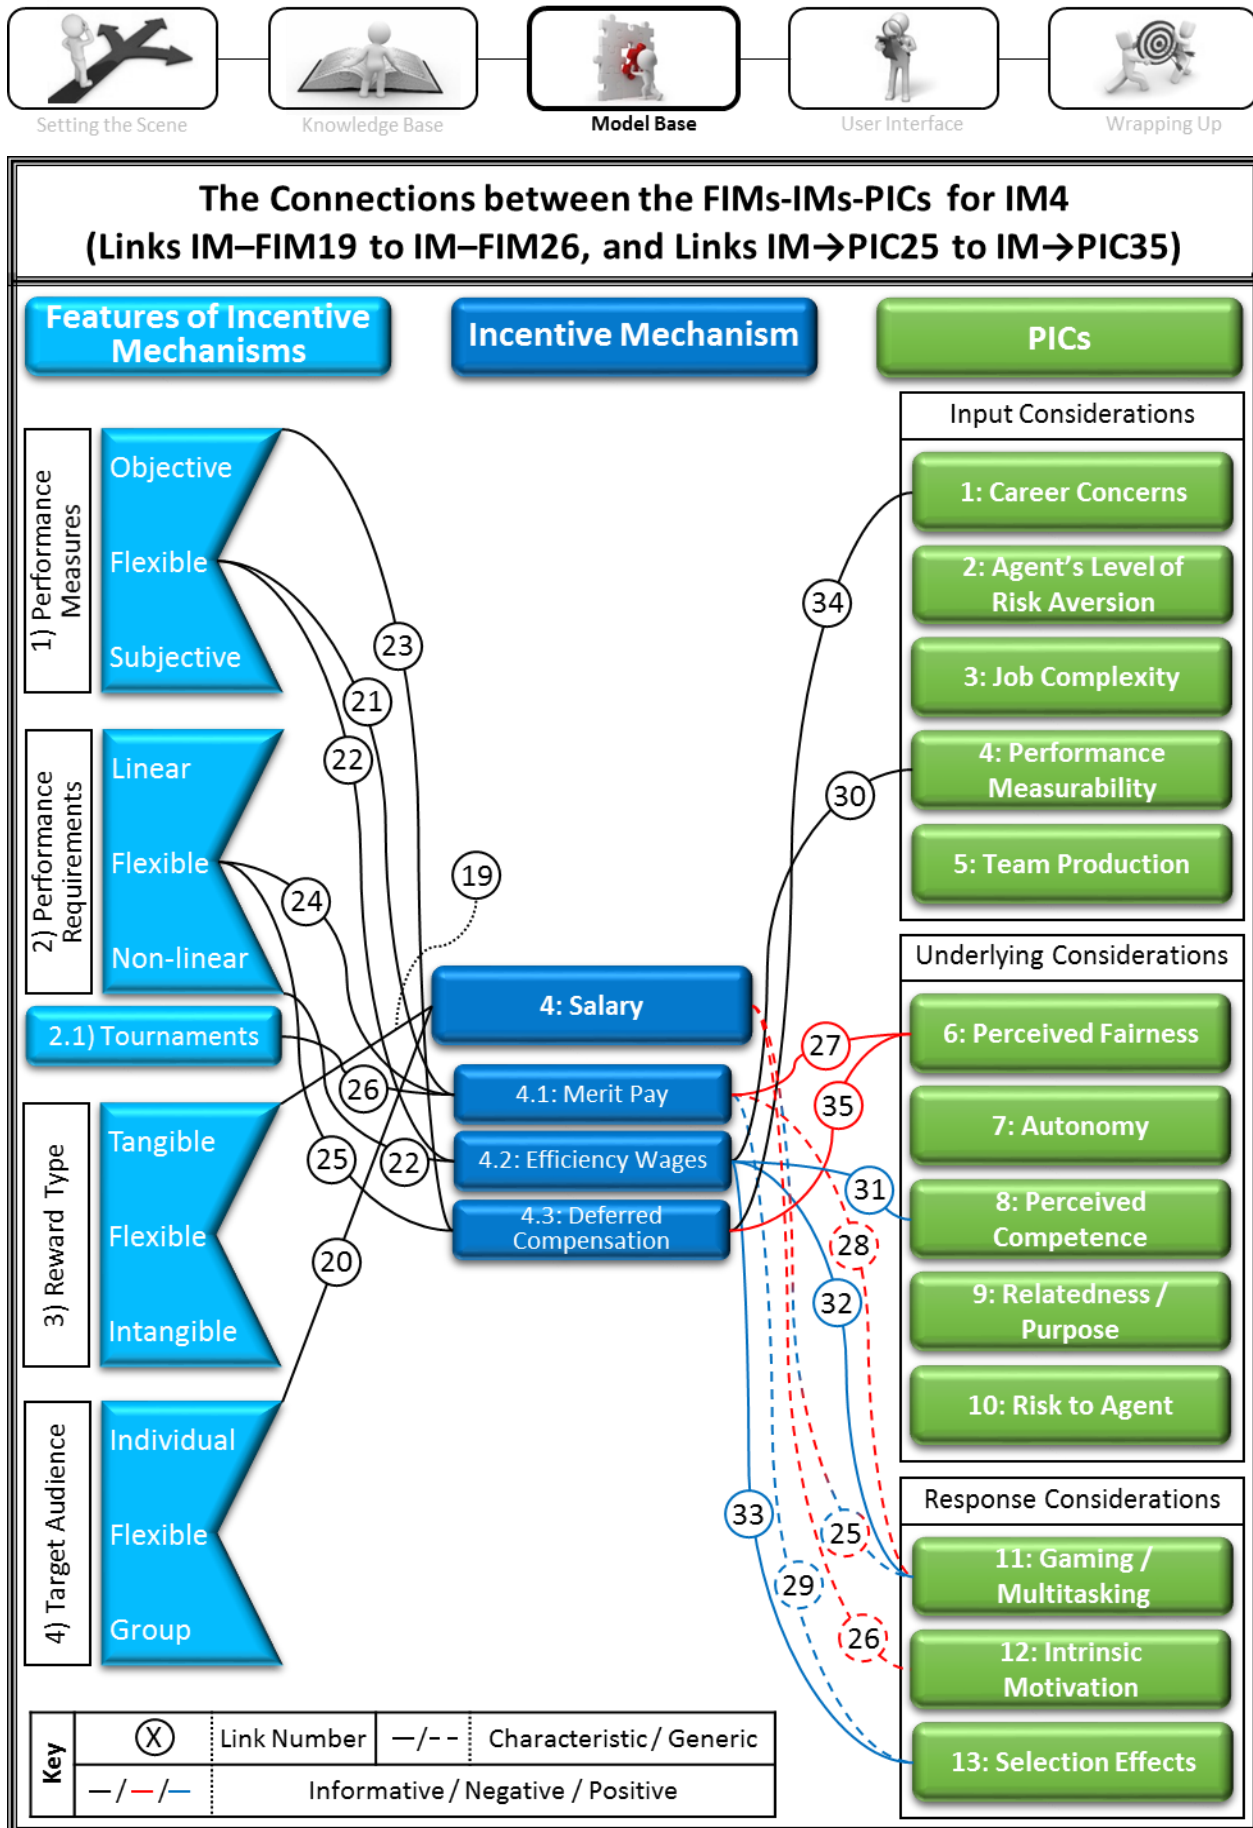 Setting the Scene
Knowledge Base
Model Base
User Interface
Wrapping Up
The Connections between the FIMs-IMs-PICs for IM4
(Links IM–FIM19 to IM–FIM26, and Links IM→PIC25 to IM→PIC35)
Features of Incentive
Mechanisms
Incentive Mechanism
PICs
1) Performance
Measures
Objective
Flexible
Subjective
2) Performance
Requirements
Linear
Flexible
Non-linear
2.1) Tournaments
3) Reward Type
Tangible
Flexible
Intangible
4) Target Audience
Individual
Flexible
Group
23
21
22
24
19
26
25
22
20
4: Salary
4.1: Merit Pay
4.2: Efficiency Wages
4.3: Deferred
Compensation
34
30
27
35
31
28
32
33
25
29
26
Input Considerations
1: Career Concerns
2: Agent's Level of
Risk Aversion
3: Job Complexity
4: Performance
Measurability
5: Team Production
Underlying Considerations
6: Perceived Fairness
7: Autonomy
8: Perceived
Competence
9: Relatedness /
Purpose
10: Risk to Agent
Response Considerations
11: Gaming /
Multitasking
12: Intrinsic
Motivation
13: Selection Effects
Key
X
Link Number
—/--
Characteristic / Generic
—/—/—
Informative / Negative / Positive